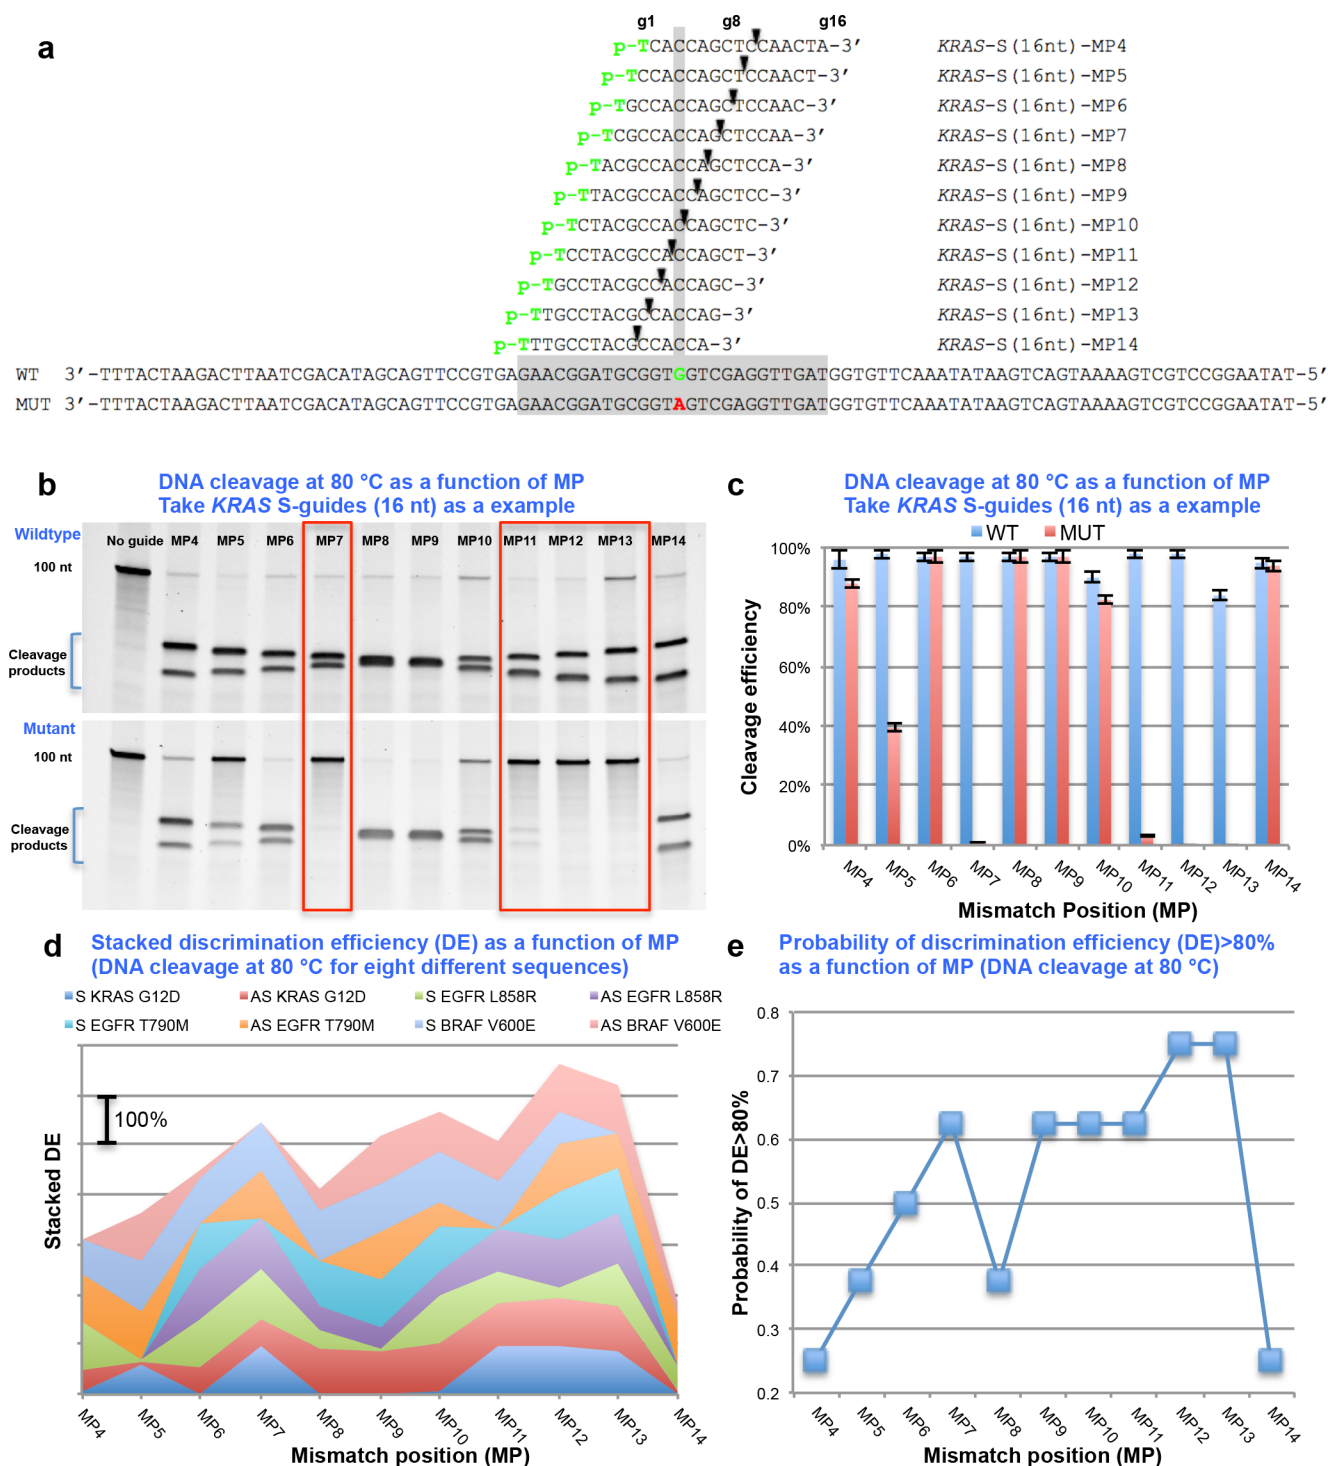 a
g1 g8 g16
p-TCACCAGCTCCAACTA-3′ KRAS-S(16nt)-MP4
p-TCCACCAGCTCCAACT-3′ KRAS-S(16nt)-MP5
p-TGCCACCAGCTCCAAC-3′ KRAS-S(16nt)-MP6
p-TCGCCACCAGCTCCAA-3′ KRAS-S(16nt)-MP7
p-TACGCCACCAGCTCCA-3′ KRAS-S(16nt)-MP8
p-TTACGCCACCAGCTCC-3′ KRAS-S(16nt)-MP9
p-TCTACGCCACCAGCTC-3′ KRAS-S(16nt)-MP10
p-TCCTACGCCACCAGCT-3′ KRAS-S(16nt)-MP11
p-TGCCTACGCCACCAGC-3′ KRAS-S(16nt)-MP12
p-TTGCCTACGCCACCAG-3′ KRAS-S(16nt)-MP13
p-TTTGCCTACGCCACCA-3′ KRAS-S(16nt)-MP14
WT 3′-TTTACTAAGACTTAATCGACATAGCAGTTCCGTGAGAACGGATGCGGTGGTCGAGGTTGATGGTGTTCAAATATAAGTCAGTAAAAGTCGTCCGGAATAT-5′
MUT 3′-TTTACTAAGACTTAATCGACATAGCAGTTCCGTGAGAACGGATGCGGTAGTCGAGGTTGATGGTGTTCAAATATAAGTCAGTAAAAGTCGTCCGGAATAT-5′
b
DNA cleavage at 80 °C as a function of MP
Take KRAS S-guides (16 nt) as a example
Wildtype
No guide MP4 MP5 MP6 MP7 MP8 MP9 MP10 MP11 MP12 MP13 MP14
100 nt
Cleavage
products
Mutant
100 nt
Cleavage
products
c
DNA cleavage at 80 °C as a function of MP
Take KRAS S-guides (16 nt) as a example
WT MUT
Cleavage efficiency
100%
80%
60%
40%
20%
0%
MP4 MP5 MP6 MP7 MP8 MP9 MP10 MP11 MP12 MP13 MP14
Mismatch Position (MP)
d
Stacked discrimination efficiency (DE) as a function of MP
(DNA cleavage at 80 °C for eight different sequences)
S KRAS G12D AS KRAS G12D S EGFR L858R AS EGFR L858R
S EGFR T790M AS EGFR T790M S BRAF V600E AS BRAF V600E
Stacked DE
100%
MP4 MP5 MP6 MP7 MP8 MP9 MP10 MP11 MP12 MP13 MP14
Mismatch position (MP)
e
Probability of discrimination efficiency (DE)>80%
as a function of MP (DNA cleavage at 80 °C)
Probability of DE>80%
0.8
0.7
0.6
0.5
0.4
0.3
0.2
MP4 MP5 MP6 MP7 MP8 MP9 MP10 MP11 MP12 MP13 MP14
Mismatch position (MP)